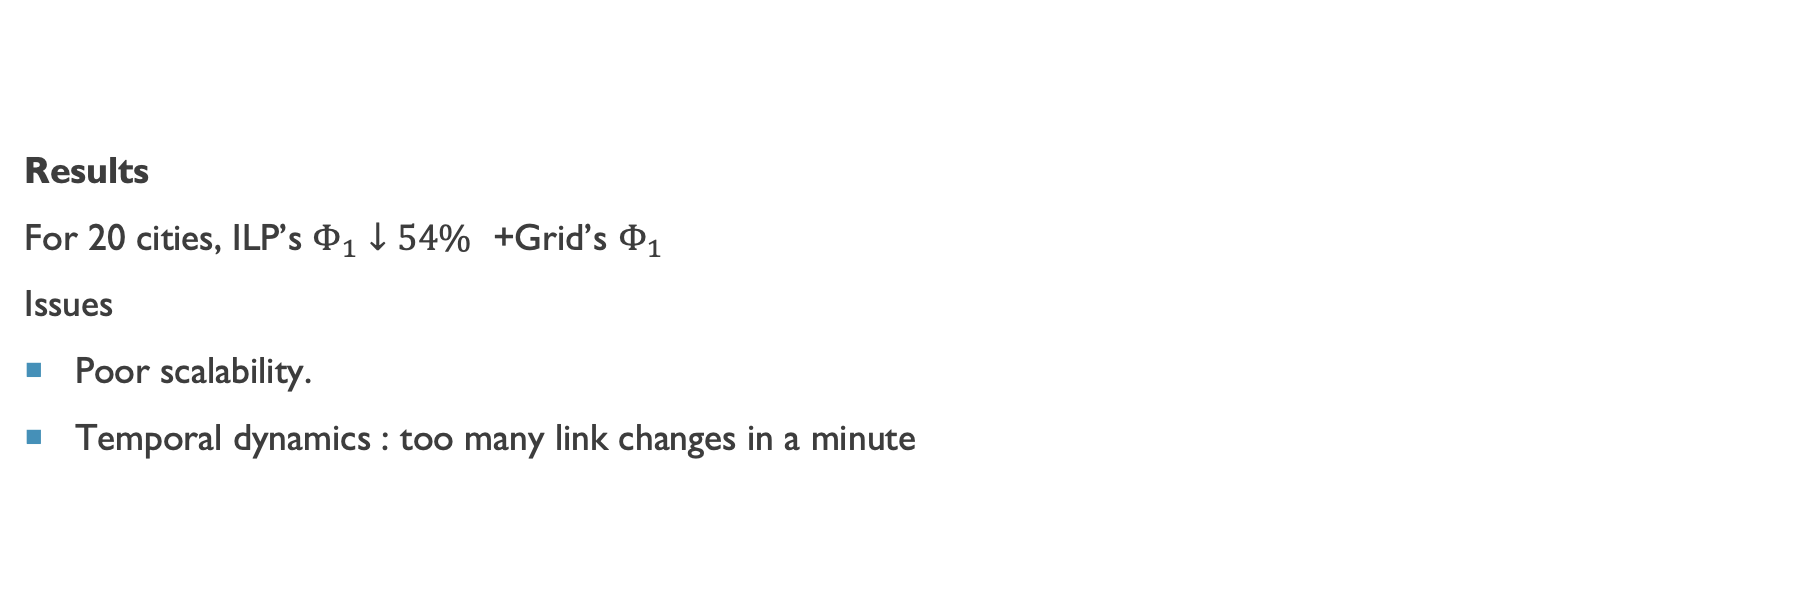 Results
For 20 cities, ILP’s Φ₁ ↓ 54%  +Grid’s Φ₁
Issues
▪ Poor scalability.
▪ Temporal dynamics : too many link changes in a minute